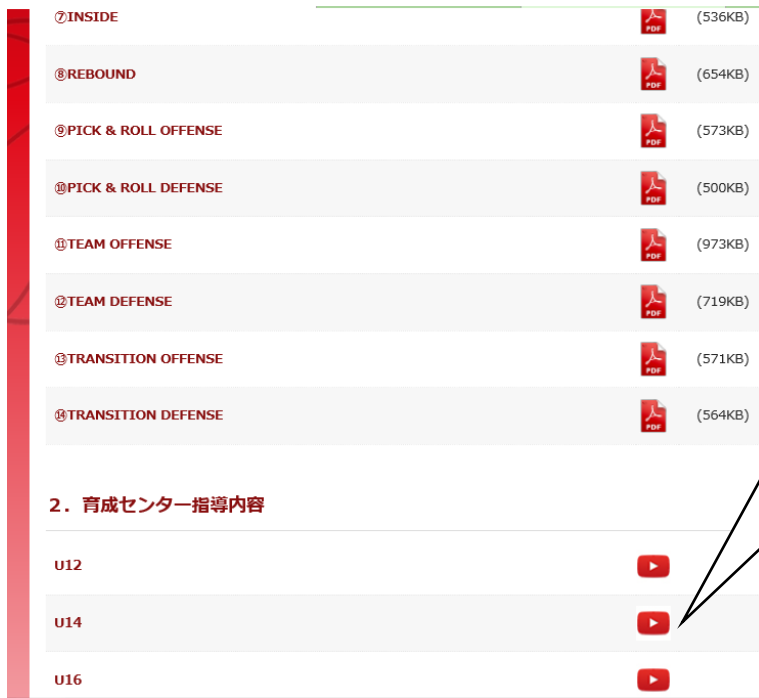 ⑦INSIDE PDF (536KB)
⑧REBOUND PDF (654KB)
⑨PICK & ROLL OFFENSE PDF (573KB)
⑩PICK & ROLL DEFENSE PDF (500KB)
⑪TEAM OFFENSE PDF (973KB)
⑫TEAM DEFENSE PDF (719KB)
⑬TRANSITION OFFENSE PDF (571KB)
⑭TRANSITION DEFENSE PDF (564KB)
2．育成センター指導内容
U12
U14
U16